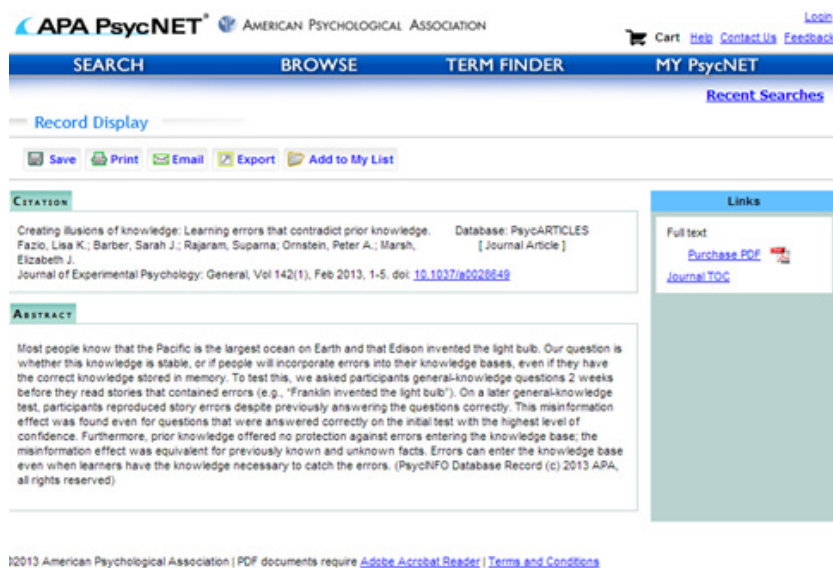 APA PsycNET® AMERICAN PSYCHOLOGICAL ASSOCIATION
Login
Cart Help Contact Us Feedback
SEARCH BROWSE TERM FINDER MY PsycNET
Recent Searches
Record Display
Save Print Email Export Add to My List
CITATION
Creating illusions of knowledge: Learning errors that contradict prior knowledge.
Fazio, Lisa K.; Barber, Sarah J.; Rajaram, Suparna; Ornstein, Peter A.; Marsh,
Elizabeth J.
Journal of Experimental Psychology: General, Vol 142(1), Feb 2013, 1-5. doi: 10.1037/a0028649
Database: PsycARTICLES
[ Journal Article ]
Links
Full text
Purchase PDF
Journal TOC
ABSTRACT
Most people know that the Pacific is the largest ocean on Earth and that Edison invented the light bulb. Our question is
whether this knowledge is stable, or if people will incorporate errors into their knowledge bases, even if they have
the correct knowledge stored in memory. To test this, we asked participants general-knowledge questions 2 weeks
before they read stories that contained errors (e.g., “Franklin invented the light bulb”). On a later general-knowledge
test, participants reproduced story errors despite previously answering the questions correctly. This misinformation
effect was found even for questions that were answered correctly on the initial test with the highest level of
confidence. Furthermore, prior knowledge offered no protection against errors entering the knowledge base; the
misinformation effect was equivalent for previously known and unknown facts. Errors can enter the knowledge base
even when learners have the knowledge necessary to catch the errors. (PsycINFO Database Record (c) 2013 APA,
all rights reserved)
©2013 American Psychological Association | PDF documents require Adobe Acrobat Reader | Terms and Conditions